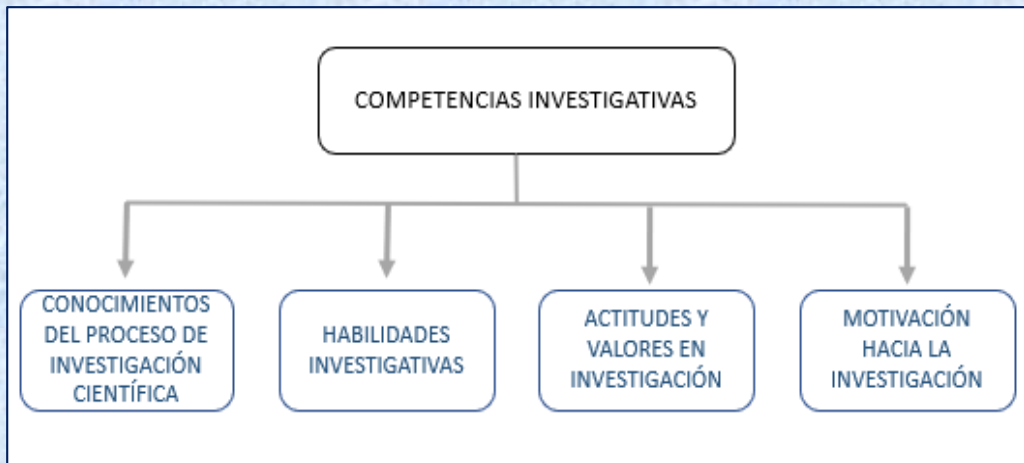 COMPETENCIAS INVESTIGATIVAS
CONOCIMIENTOS
DEL PROCESO DE
INVESTIGACIÓN
CIENTÍFICA
HABILIDADES
INVESTIGATIVAS
ACTITUDES Y
VALORES EN
INVESTIGACIÓN
MOTIVACIÓN
HACIA LA
INVESTIGACIÓN